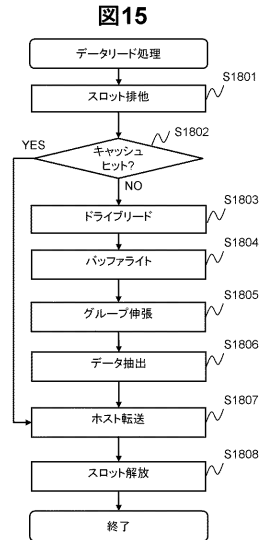 図15
データリード処理
スロット排他
S1801
キャッシュ
ヒット?
S1802
YES
NO
ドライブリード
S1803
バッファライト
S1804
グループ伸張
S1805
データ抽出
S1806
ホスト転送
S1807
スロット解放
S1808
終了